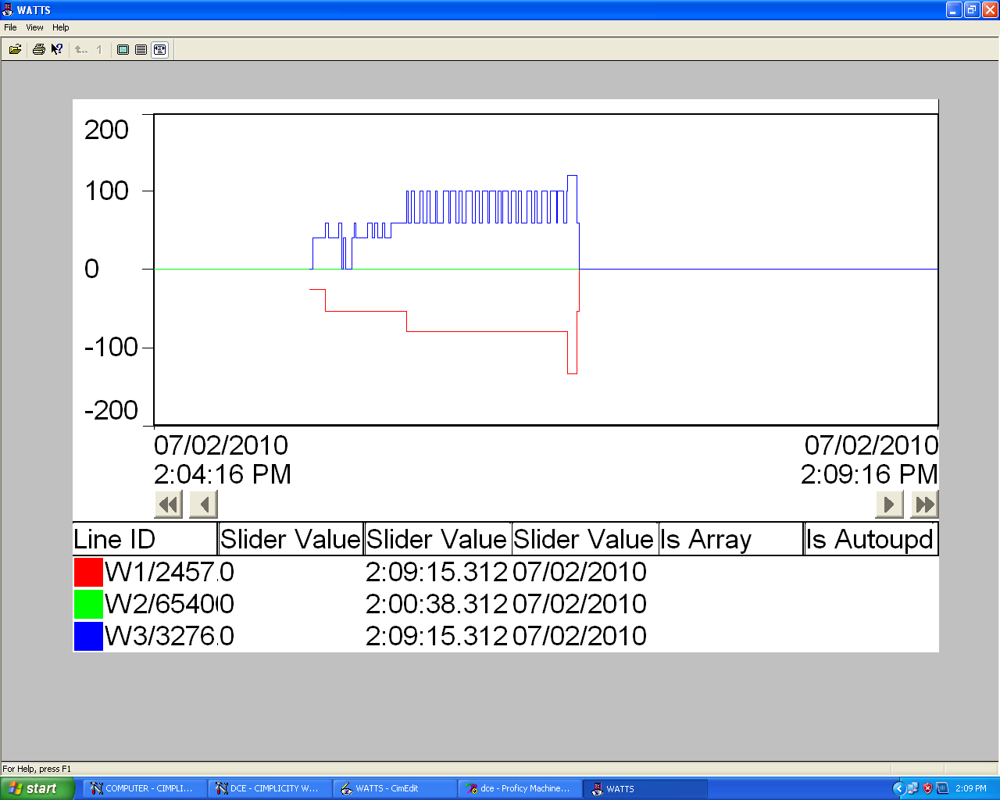 WATTS
File View Help
1
200
100
0
-100
-200
07/02/2010 07/02/2010
2:04:16 PM 2:09:16 PM
Line ID Slider Value Slider Value Slider Value Is Array Is Autoupd
W1/2457.0 2:09:15.312 07/02/2010
W2/65400 2:00:38.312 07/02/2010
W3/3276.0 2:09:15.312 07/02/2010
For Help, press F1
start COMPUTER - CIMPLI... DCE - CIMPLICITY W... WATTS - CimEdit dce - Proficy Machine... WATTS 2:09 PM